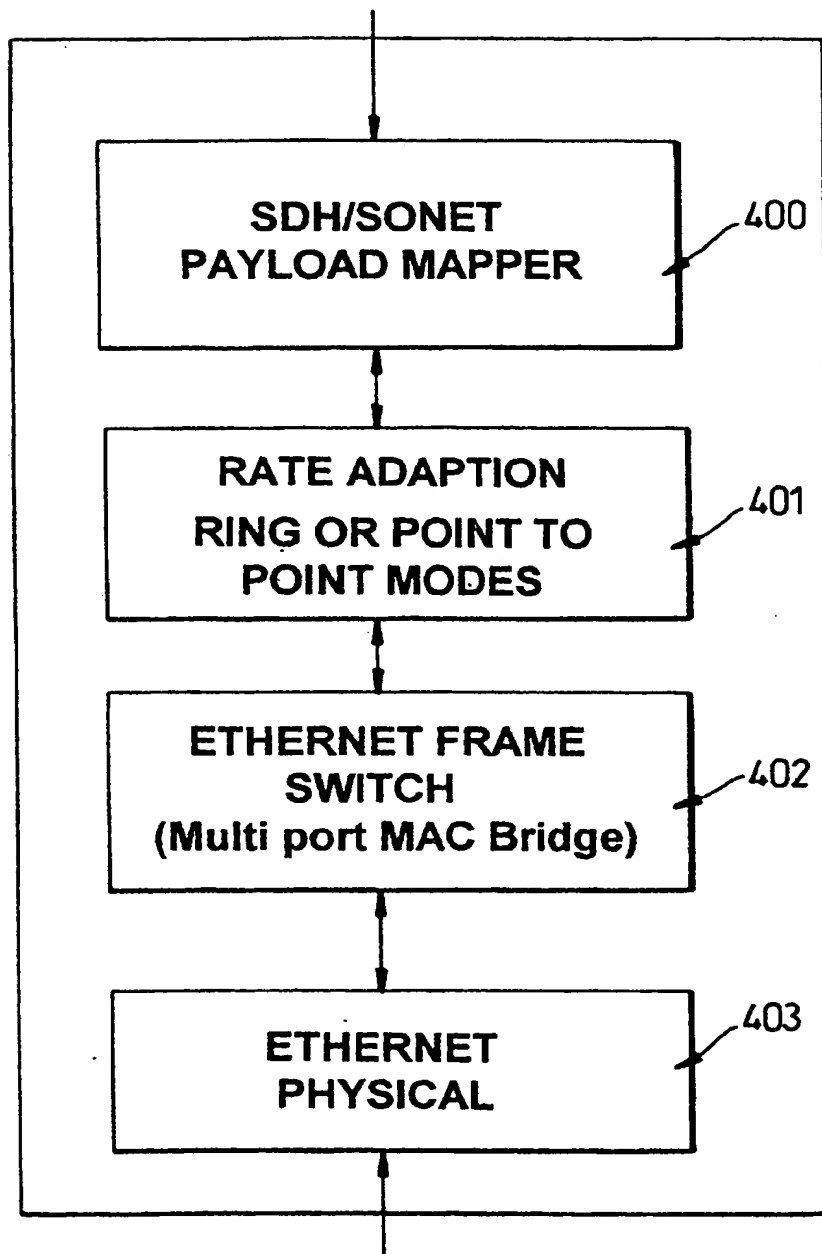 SDH/SONET
PAYLOAD MAPPER
400
RATE ADAPTION
RING OR POINT TO
POINT MODES
401
ETHERNET FRAME
SWITCH
(Multi port MAC Bridge)
402
ETHERNET
PHYSICAL
403